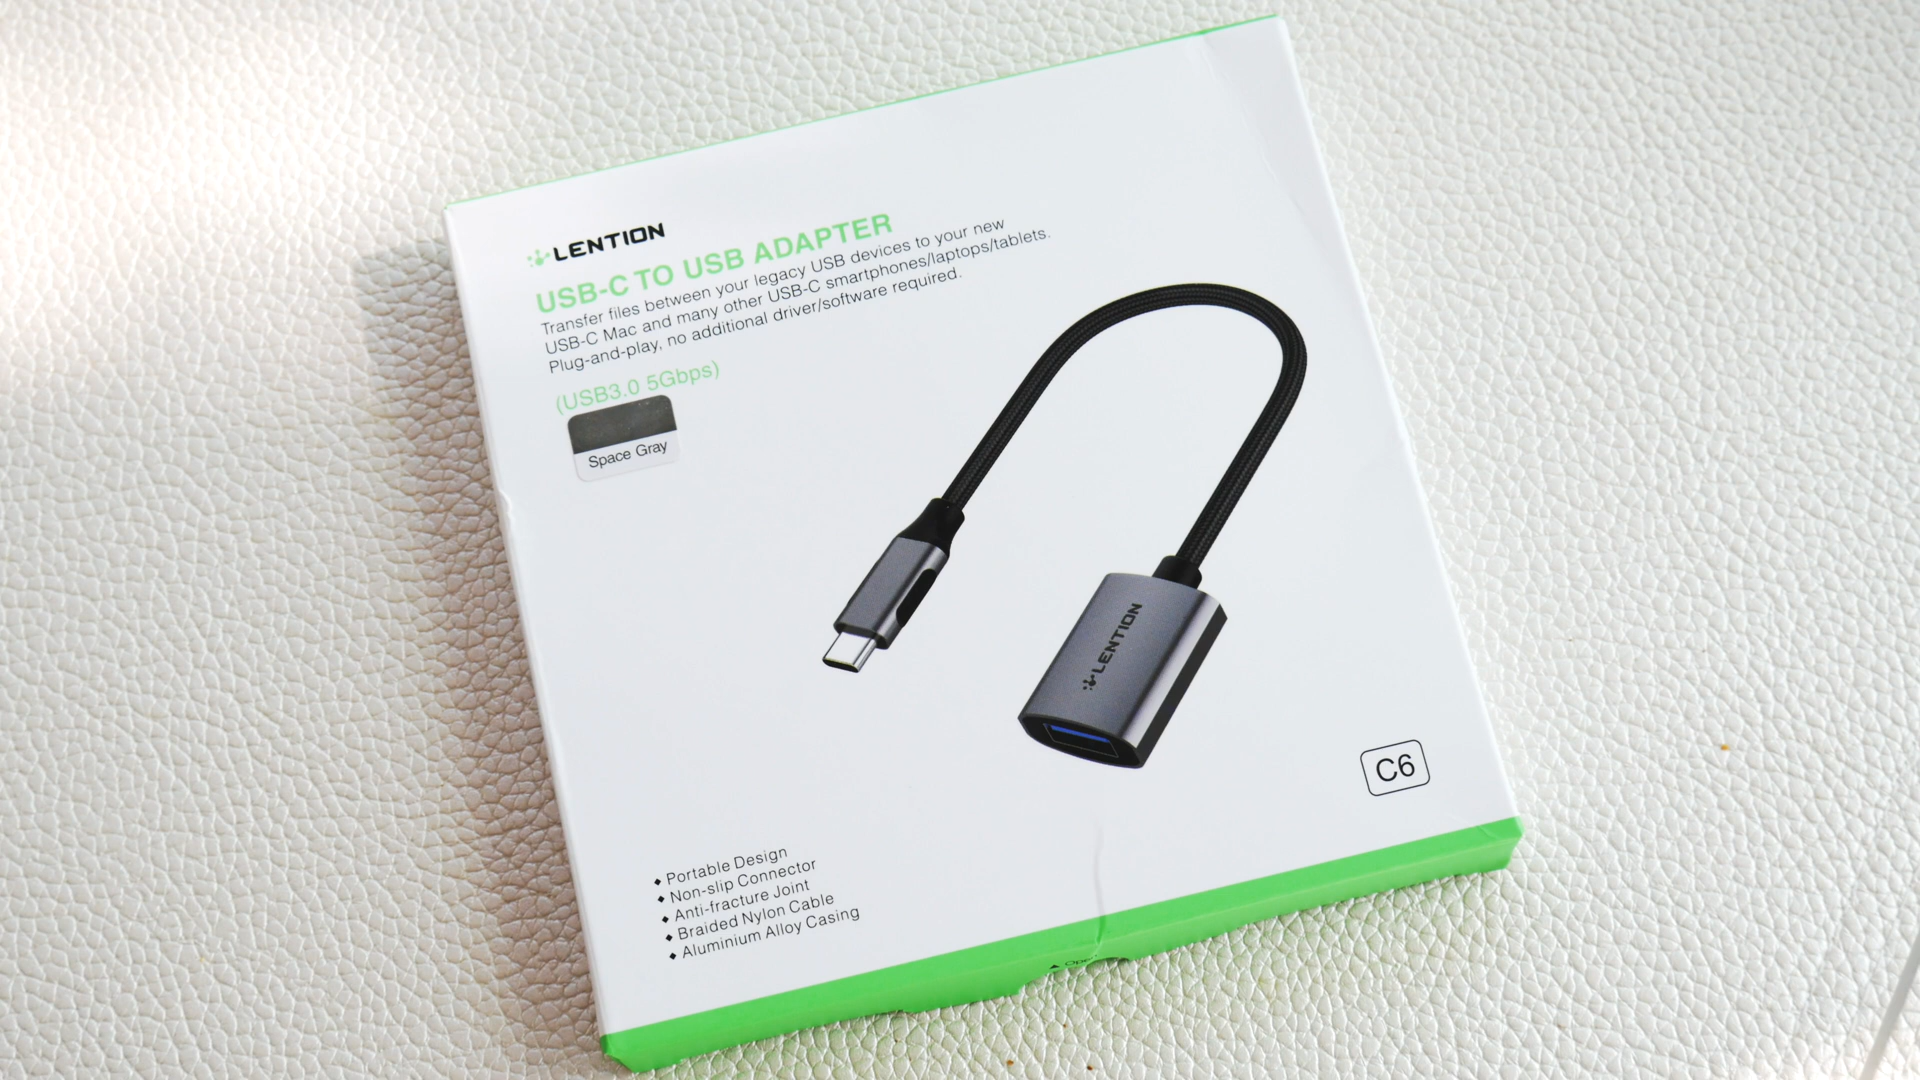 LENTION
USB-C TO USB ADAPTER
Transfer files between your legacy USB devices to your new
USB-C Mac and many other USB-C smartphones/laptops/tablets.
Plug-and-play, no additional driver/software required.
(USB3.0 5Gbps)
Space Gray
LENTION
C6
◆ Portable Design
◆ Non-slip Connector
◆ Anti-fracture Joint
◆ Braided Nylon Cable
◆ Aluminium Alloy Casing
▲ Open